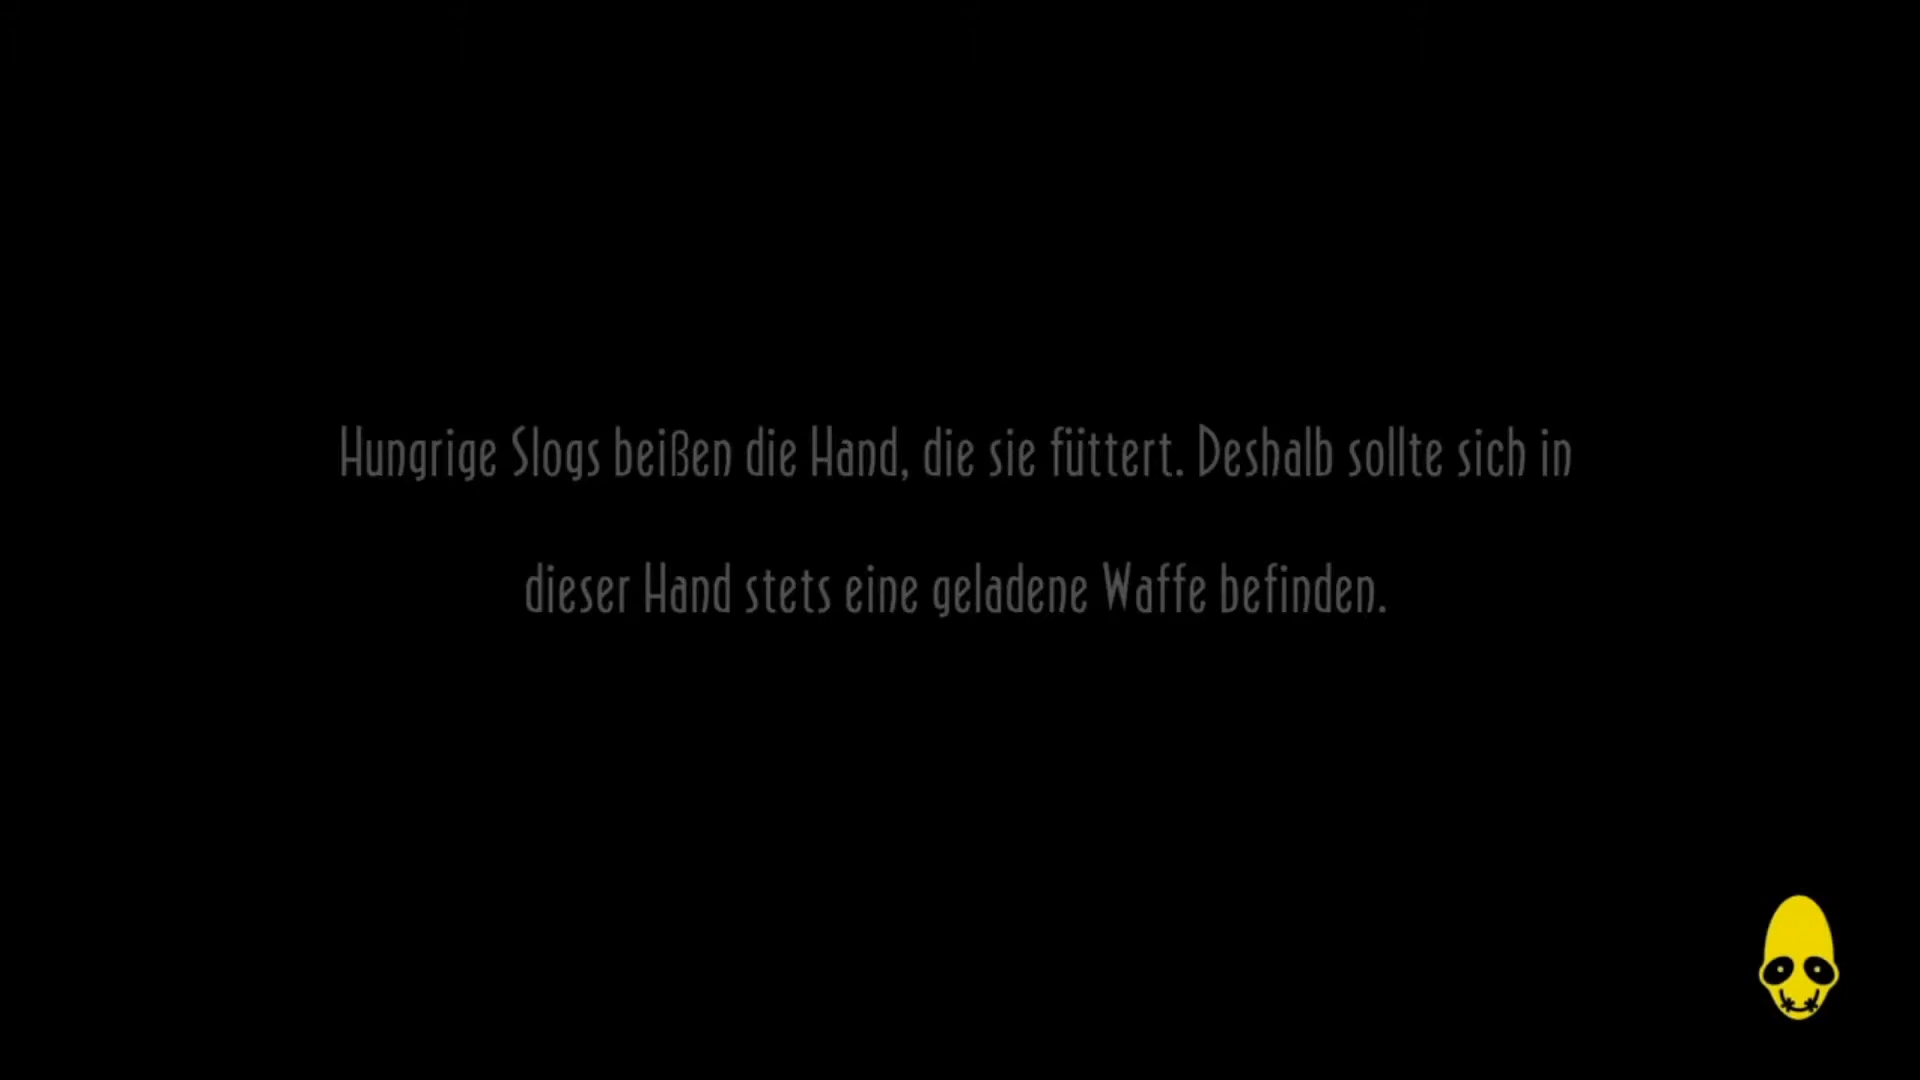 Hungrige Slogs beißen die Hand, die sie füttert. Deshalb sollte sich in
dieser Hand stets eine geladene Waffe befinden.